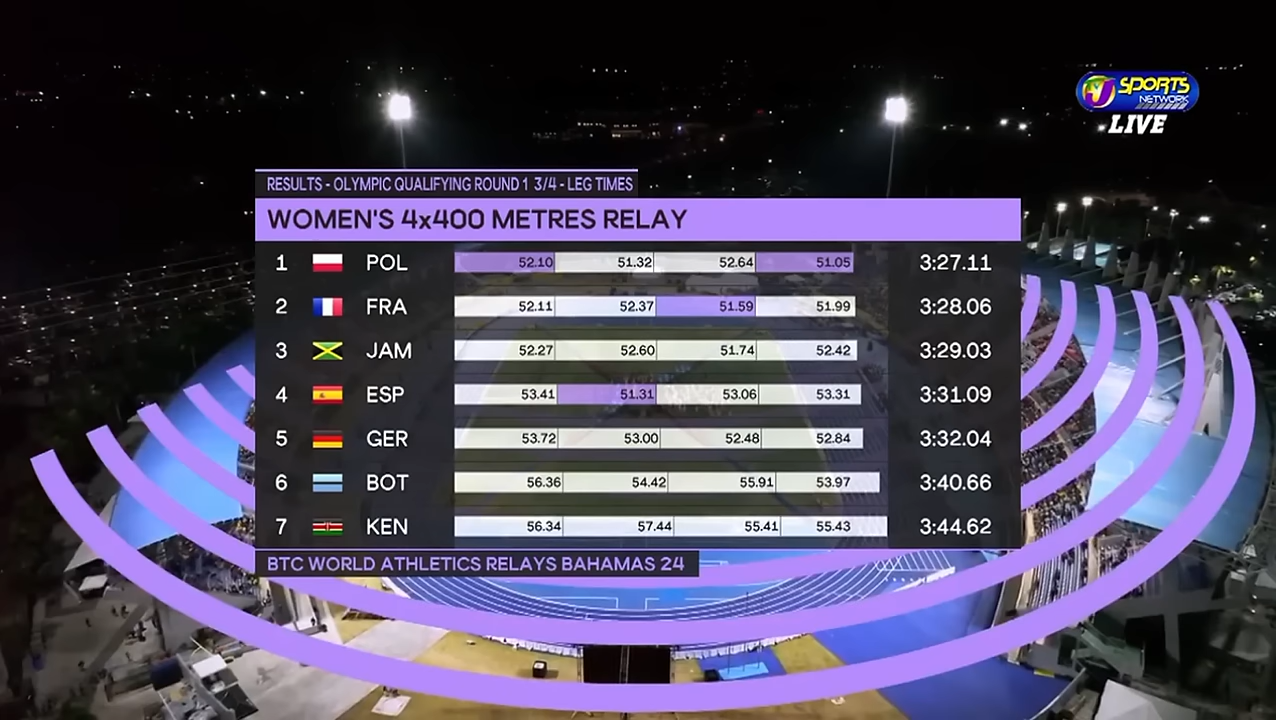 SPORTS
NETWORK
LIVE
RESULTS - OLYMPIC QUALIFYING ROUND 1 3/4 - LEG TIMES
WOMEN'S 4x400 METRES RELAY
1 POL 52.10 51.32 52.64 51.05 3:27.11
2 FRA 52.11 52.37 51.59 51.99 3:28.06
3 JAM 52.27 52.60 51.74 52.42 3:29.03
4 ESP 53.41 51.31 53.06 53.31 3:31.09
5 GER 53.72 53.00 52.48 52.84 3:32.04
6 BOT 56.36 54.42 55.91 53.97 3:40.66
7 KEN 56.34 57.44 55.41 55.43 3:44.62
BTC WORLD ATHLETICS RELAYS BAHAMAS 24